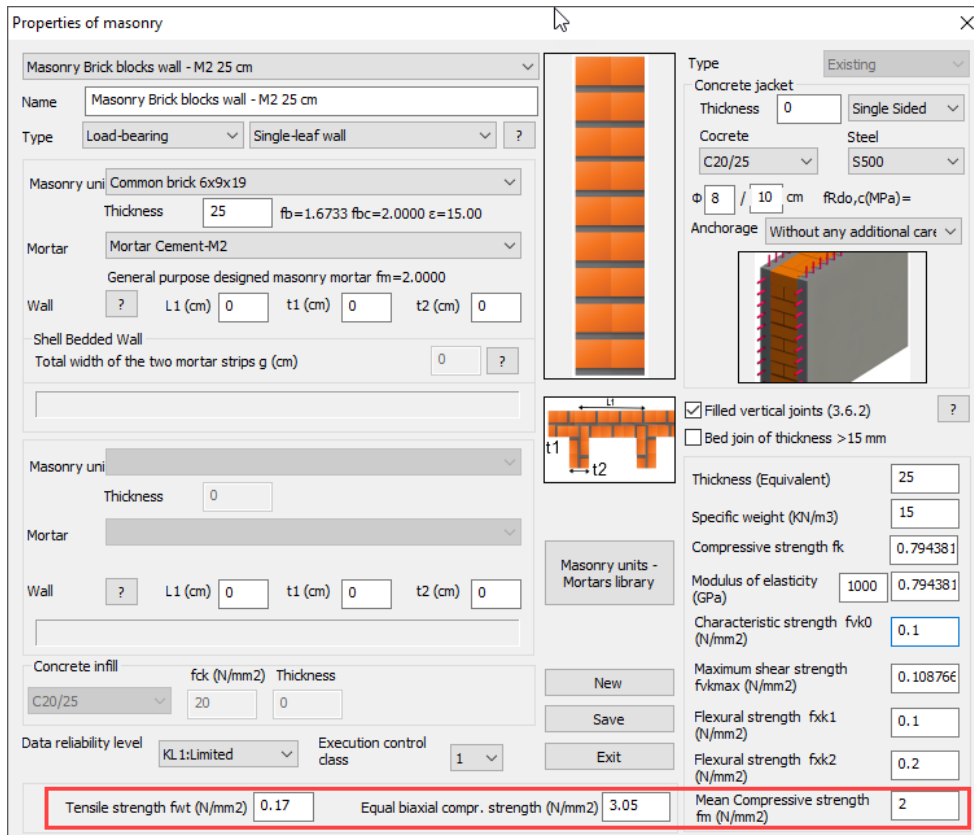 Properties of masonry
Masonry Brick blocks wall - M2 25 cm
Name Masonry Brick blocks wall - M2 25 cm
Type Load-bearing Single-leaf wall ?
Masonry uni Common brick 6x9x19
Thickness 25 fb=1.6733 fbc=2.0000 ε=15.00
Mortar Mortar Cement-M2
General purpose designed masonry mortar fm=2.0000
Wall ? L1 (cm) 0 t1 (cm) 0 t2 (cm) 0
Shell Bedded Wall
Total width of the two mortar strips g (cm) 0 ?
Masonry uni
Thickness 0
Mortar
Wall ? L1 (cm) 0 t1 (cm) 0 t2 (cm) 0
Concrete infill
fck (N/mm2) Thickness
C20/25 20 0
Data reliability level KL1:Limited Execution control class 1
Tensile strength fwt (N/mm2) 0.17 Equal biaxial compr. strength (N/mm2) 3.05
L1
t1
t2
Masonry units -
Mortars library
New
Save
Exit
Type Existing
Concrete jacket
Thickness 0 Single Sided
Cocrete Steel
C20/25 S500
Φ 8 / 10 cm fRdo,c(MPa)=
Anchorage Without any additional care
Filled vertical joints (3.6.2) ?
Bed join of thickness >15 mm
Thickness (Equivalent) 25
Specific weight (KN/m3) 15
Compressive strength fk 0.794381
Modulus of elasticity
(GPa) 1000 0.794381
Characteristic strength fvk0
(N/mm2) 0.1
Maximum shear strength
fvkmax (N/mm2) 0.108766
Flexural strength fxk1
(N/mm2) 0.1
Flexural strength fxk2
(N/mm2) 0.2
Mean Compressive strength
fm (N/mm2) 2